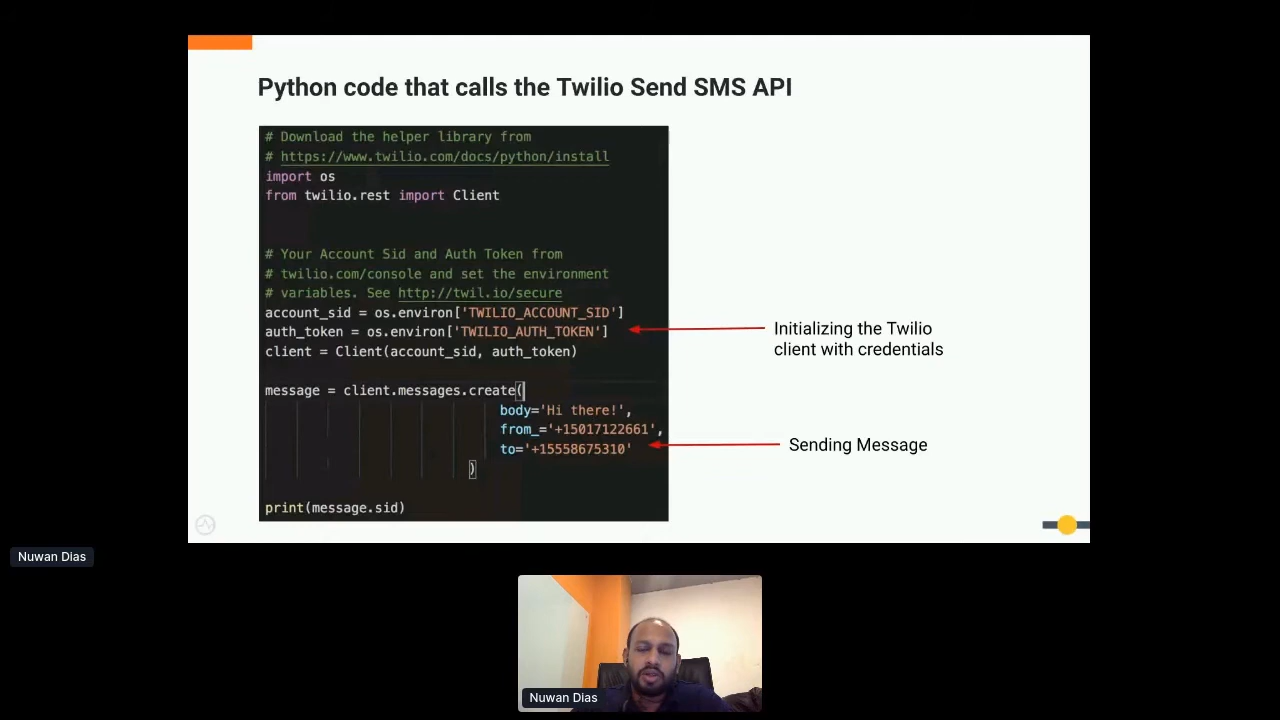 Python code that calls the Twilio Send SMS API
# Download the helper library from
# https://www.twilio.com/docs/python/install
import os
from twilio.rest import Client
# Your Account Sid and Auth Token from
# twilio.com/console and set the environment
# variables. See http://twil.io/secure
account_sid = os.environ['TWILIO_ACCOUNT_SID']
auth_token = os.environ['TWILIO_AUTH_TOKEN']
client = Client(account_sid, auth_token)
message = client.messages.create(
body='Hi there!',
from_='+15017122661',
to='+15558675310'
)
print(message.sid)
Initializing the Twilio
client with credentials
Sending Message
Nuwan Dias
Nuwan Dias